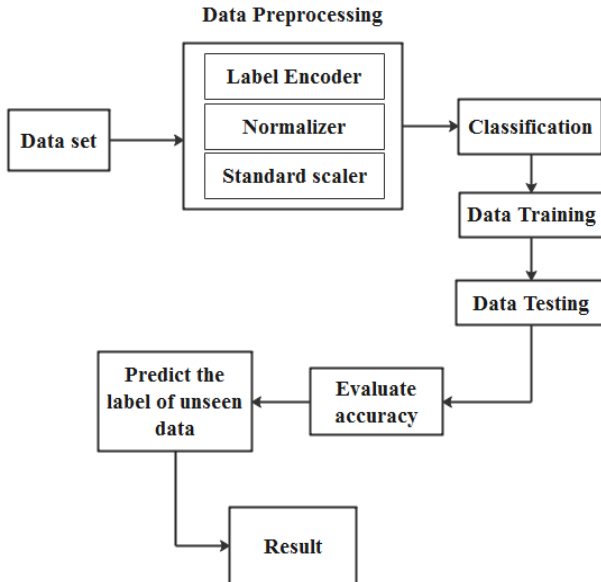 Data Preprocessing
Label Encoder
Normalizer
Standard scaler
Data set
Classification
Data Training
Data Testing
Evaluate
accuracy
Predict the
label of unseen
data
Result